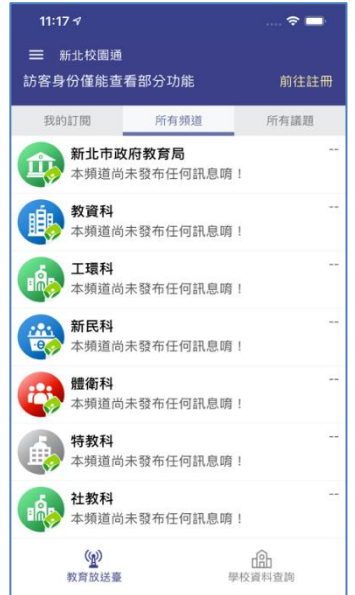 11:17
新北校園通
訪客身份僅能查看部分功能 前往註冊
我的訂閱 所有頻道 所有議題
新北市政府教育局 --
本頻道尚未發布任何訊息唷！
教資科 --
本頻道尚未發布任何訊息唷！
工環科 --
本頻道尚未發布任何訊息唷！
新民科 --
本頻道尚未發布任何訊息唷！
體衛科 --
本頻道尚未發布任何訊息唷！
特教科 --
本頻道尚未發布任何訊息唷！
社教科 --
本頻道尚未發布任何訊息唷！
教育放送臺 學校資料查詢